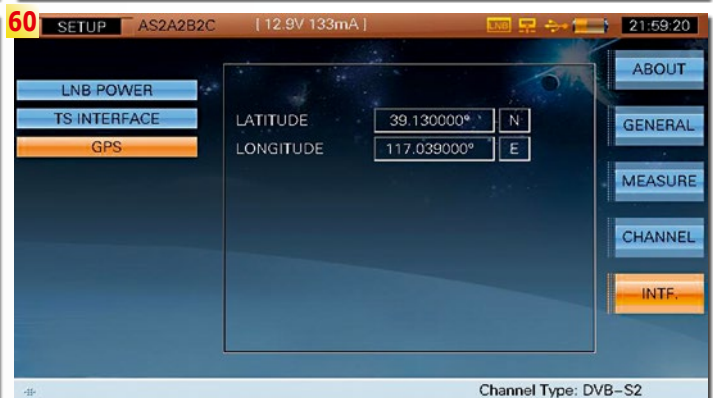 60 SETUP AS2A2B2C [ 12.9V 133mA ] LNB 21:59:20
LNB POWER
TS INTERFACE
GPS
LATITUDE 39.130000° N
LONGITUDE 117.039000° E
ABOUT
GENERAL
MEASURE
CHANNEL
INTF.
Channel Type: DVB-S2